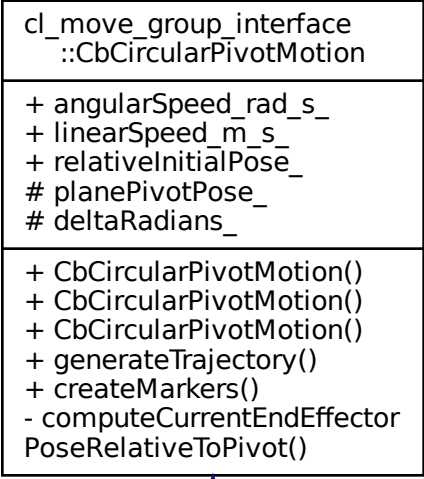 cl_move_group_interface
::CbCircularPivotMotion
+ angularSpeed_rad_s_
+ linearSpeed_m_s_
+ relativeInitialPose_
# planePivotPose_
# deltaRadians_
+ CbCircularPivotMotion()
+ CbCircularPivotMotion()
+ CbCircularPivotMotion()
+ generateTrajectory()
+ createMarkers()
- computeCurrentEndEffector
PoseRelativeToPivot()